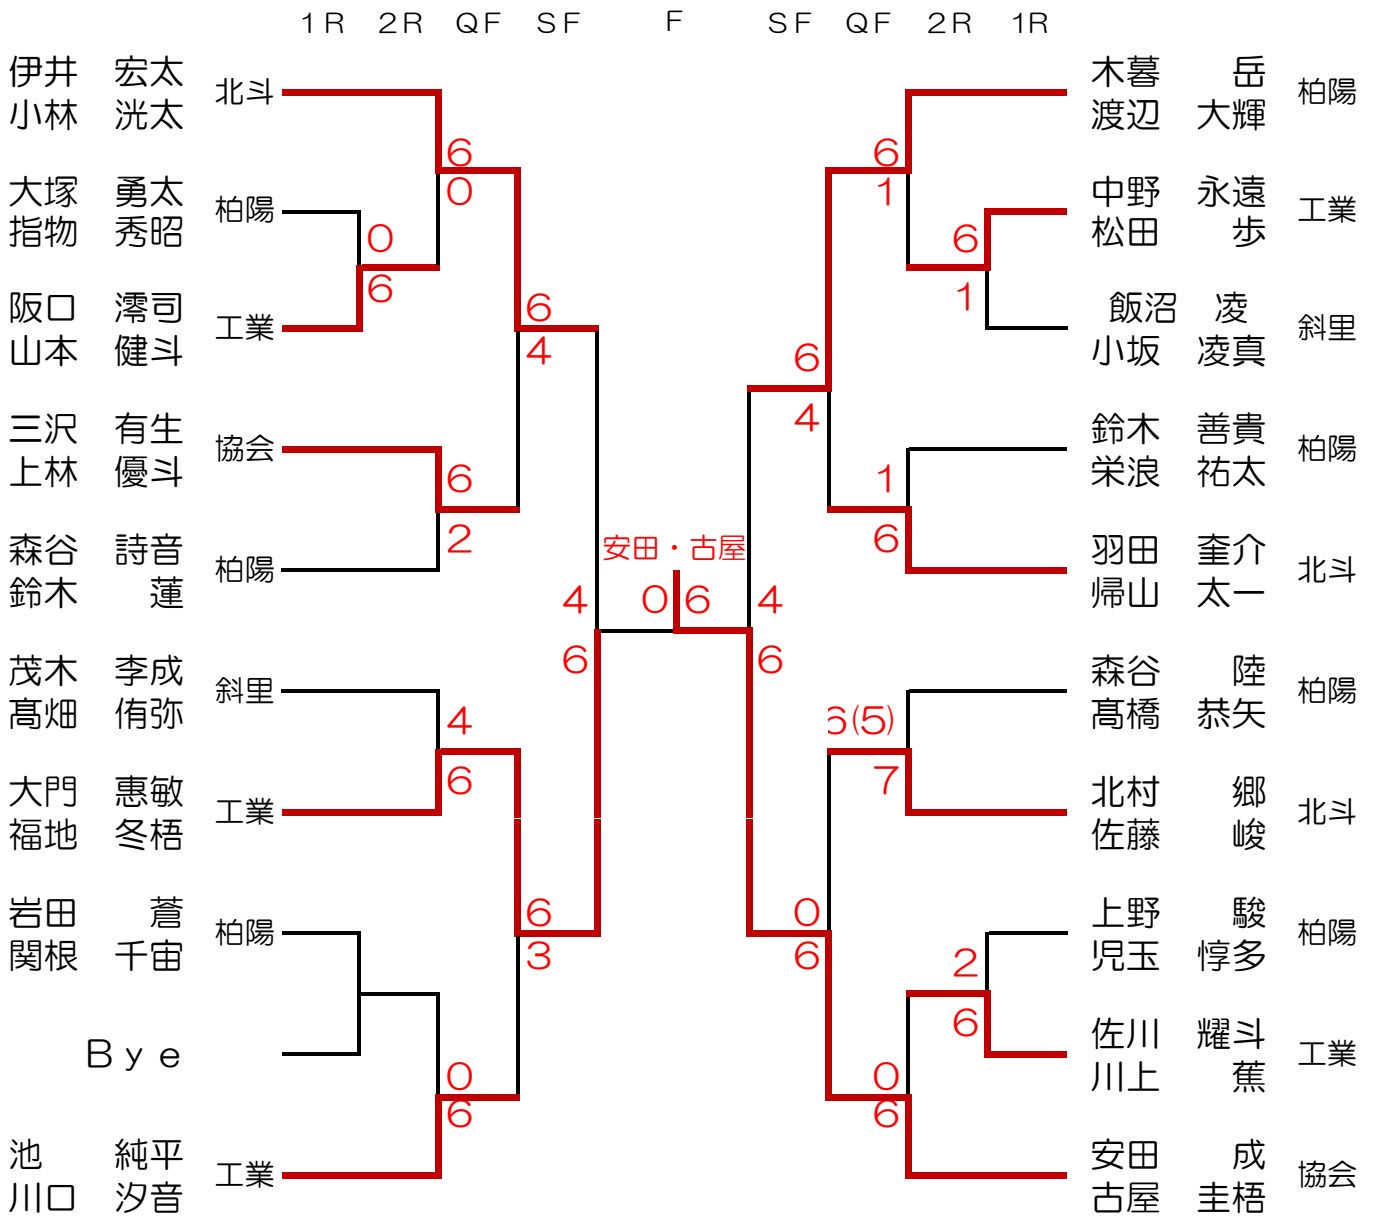 1R 2R QF SF F SF QF 2R 1R
伊井 宏太
小林 洸太
北斗
6
0
大塚 勇太
指物 秀昭
柏陽
0
6
阪口 澪司
山本 健斗
工業
6
4
三沢 有生
上林 優斗
協会
6
2
森谷 詩音
鈴木 蓮
柏陽
4
6
茂木 李成
髙畑 侑弥
斜里
4
6
大門 惠敏
福地 冬梧
工業
岩田 蒼
関根 千宙
柏陽
6
3
Bye
0
6
池 純平
川口 汐音
工業
安田・古屋
0 6
木暮 岳
渡辺 大輝
柏陽
6
1
中野 永遠
松田 歩
工業
6
1
飯沼 凌
小坂 凌真
斜里
6
4
鈴木 善貴
栄浪 祐太
柏陽
1
6
羽田 奎介
帰山 太一
北斗
4
6
森谷 陸
髙橋 恭矢
柏陽
6(5)
7
北村 郷
佐藤 峻
北斗
0
6
上野 駿
児玉 惇多
柏陽
2
6
佐川 耀斗
川上 蕉
工業
0
6
安田 成
古屋 圭梧
協会